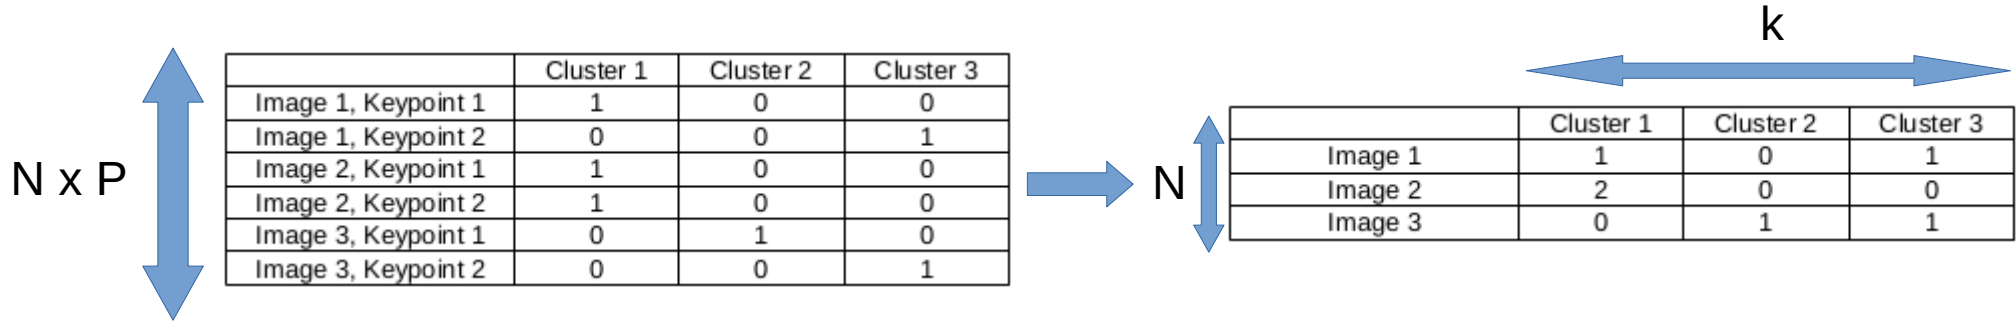 N x P
Cluster 1 Cluster 2 Cluster 3
Image 1, Keypoint 1 1 0 0
Image 1, Keypoint 2 0 0 1
Image 2, Keypoint 1 1 0 0
Image 2, Keypoint 2 1 0 0
Image 3, Keypoint 1 0 1 0
Image 3, Keypoint 2 0 0 1
k
N
Cluster 1 Cluster 2 Cluster 3
Image 1 1 0 1
Image 2 2 0 0
Image 3 0 1 1